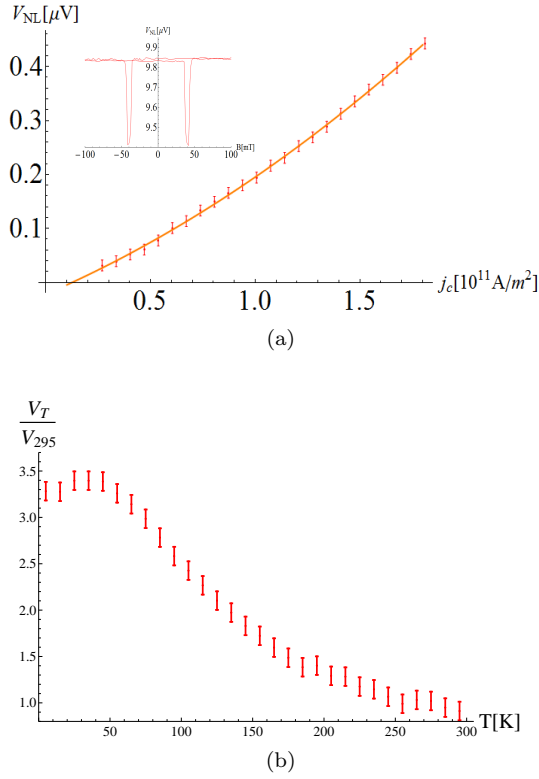 V_NL[μV]
0.4
0.3
0.2
0.1
V_NL[μV]
9.9
9.8
9.7
9.6
9.5
−100 −50 0 50 100
B[mT]
0.5 1.0 1.5
j_c[10^11 A/m^2]
(a)
V_T
V_295
3.5
3.0
2.5
2.0
1.5
1.0
50 100 150 200 250 300
T[K]
(b)